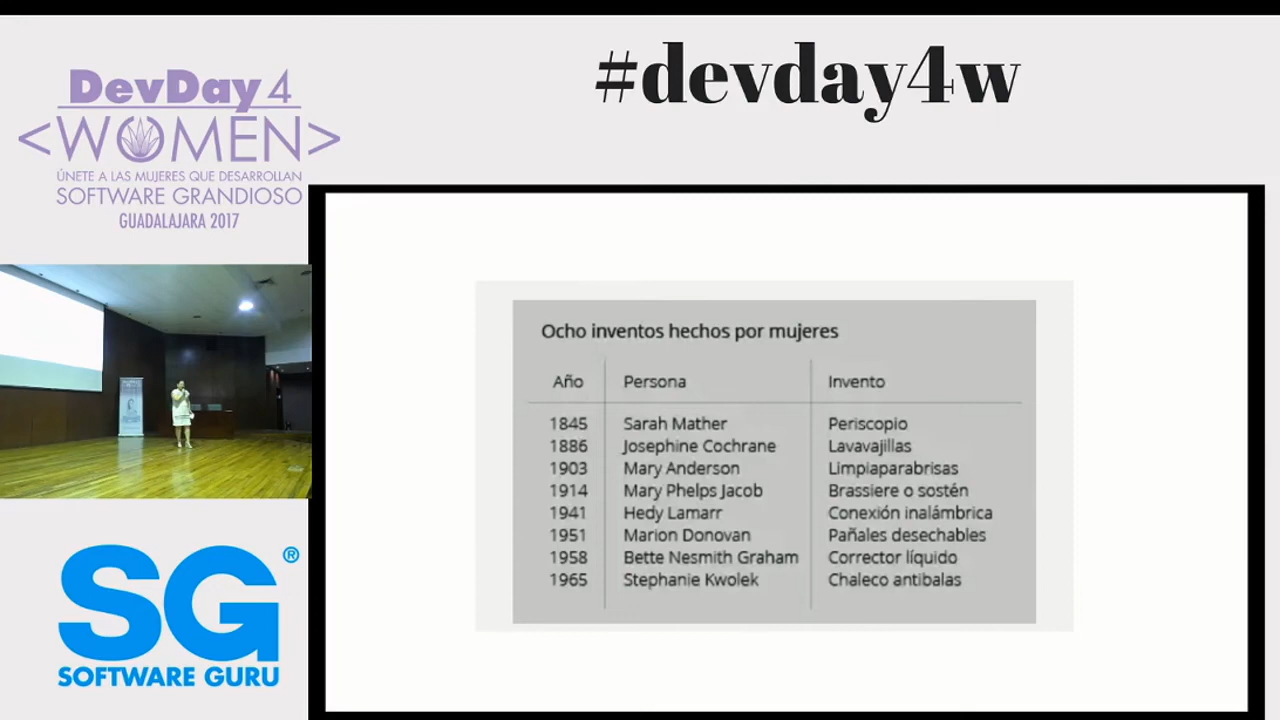 #devday4w
DevDay 4
<WOMEN>
ÚNETE A LAS MUJERES QUE DESARROLLAN
SOFTWARE GRANDIOSO
GUADALAJARA 2017
Ocho inventos hechos por mujeres
Año Persona Invento
1845 Sarah Mather Periscopio
1886 Josephine Cochrane Lavavajillas
1903 Mary Anderson Limpiaparabrisas
1914 Mary Phelps Jacob Brassiere o sostén
1941 Hedy Lamarr Conexión inalámbrica
1951 Marion Donovan Pañales desechables
1958 Bette Nesmith Graham Corrector líquido
1965 Stephanie Kwolek Chaleco antibalas
SG®
SOFTWARE GURU